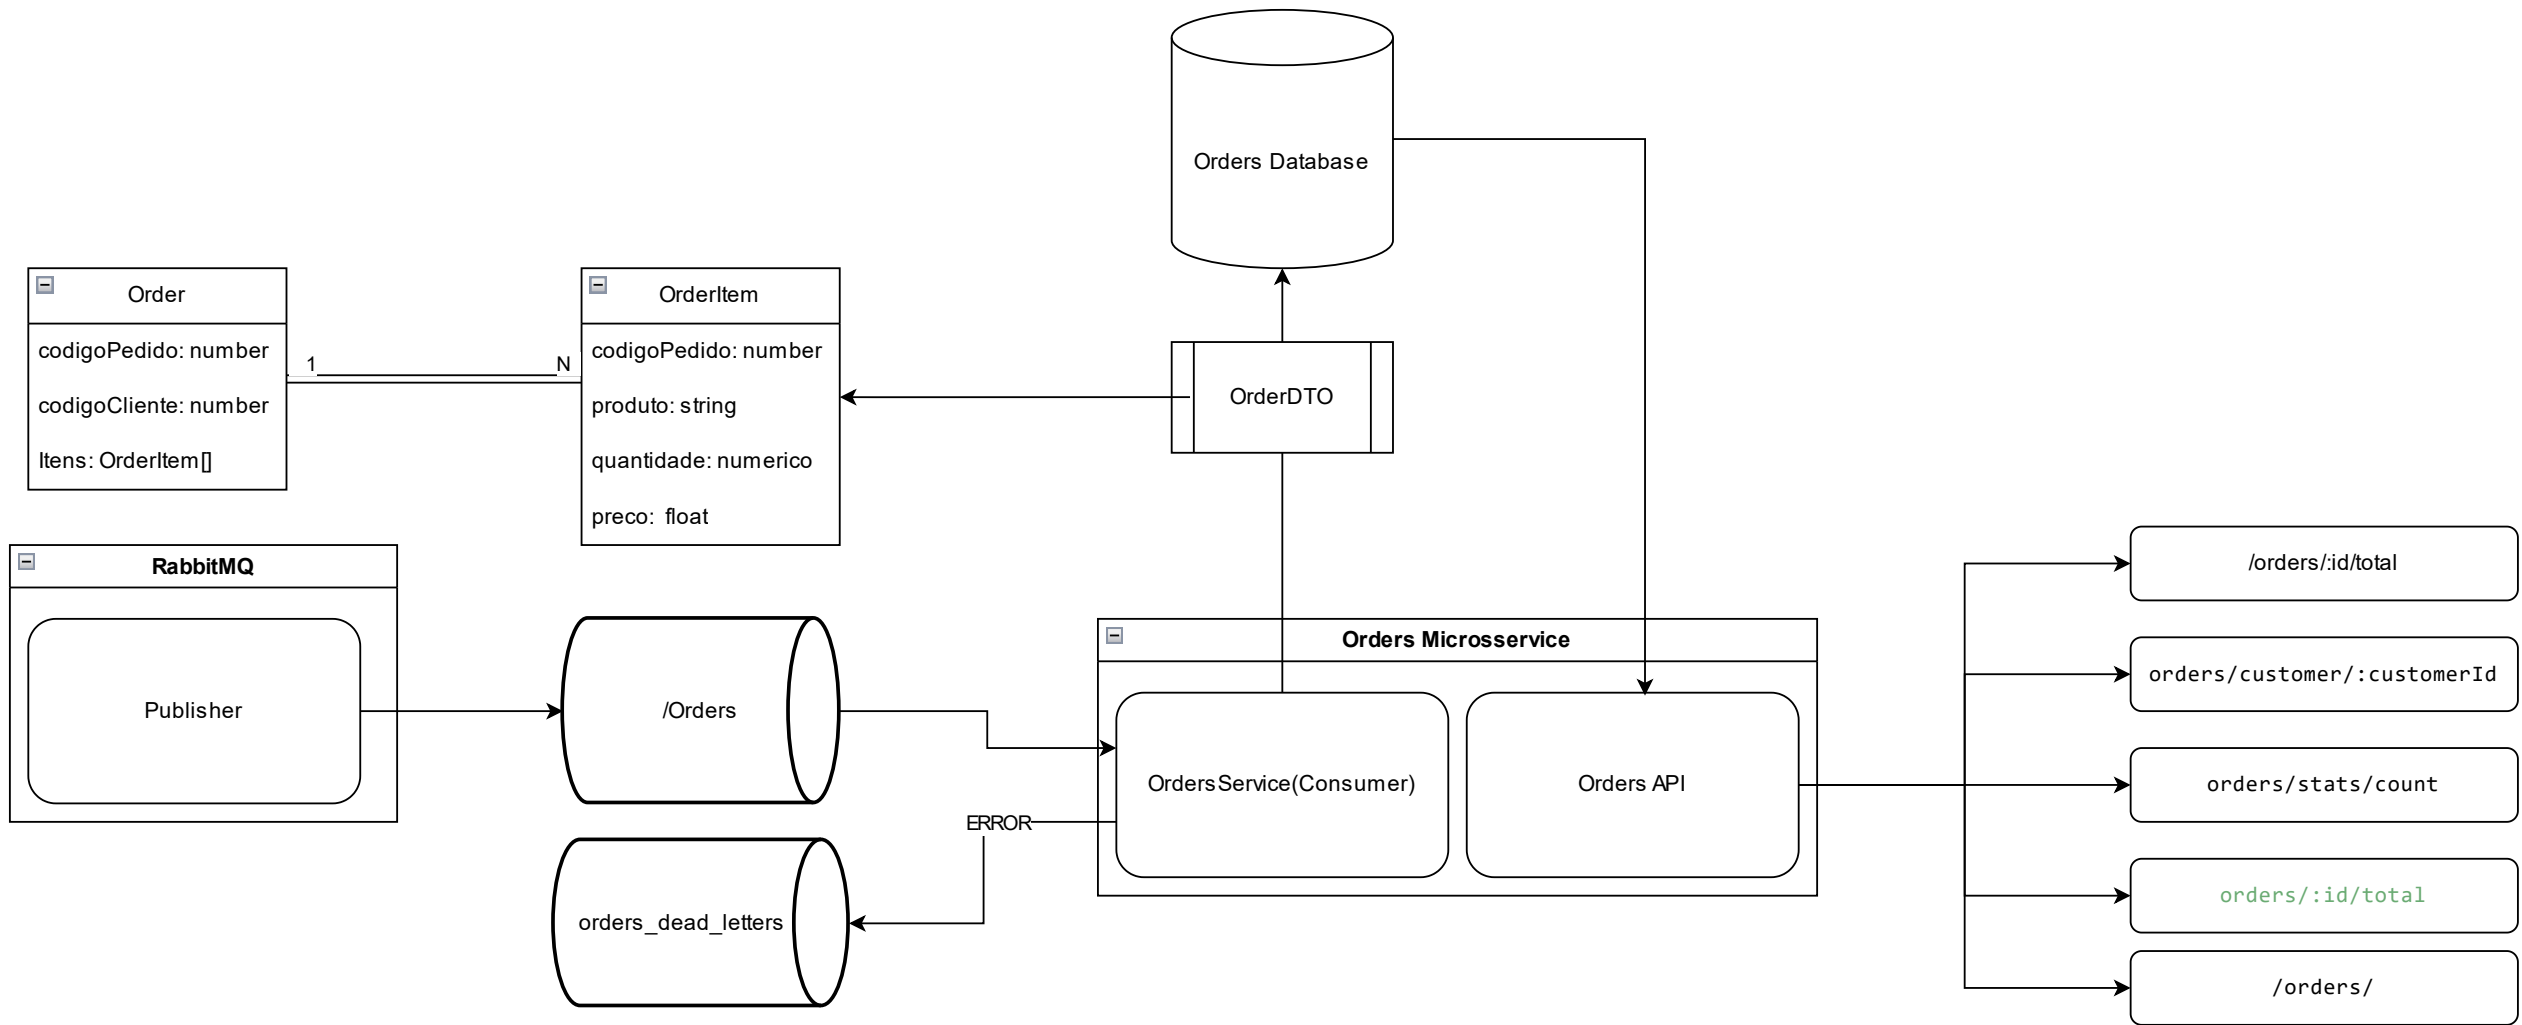 Orders Database
Order
codigoPedido: number
codigoCliente: number
Itens: OrderItem[]
1
N
OrderItem
codigoPedido: number
produto: string
quantidade: numerico
preco: float
OrderDTO
RabbitMQ
Publisher
/Orders
orders_dead_letters
ERROR
Orders Microsservice
OrdersService(Consumer)
Orders API
/orders/:id/total
orders/customer/:customerId
orders/stats/count
orders/:id/total
/orders/